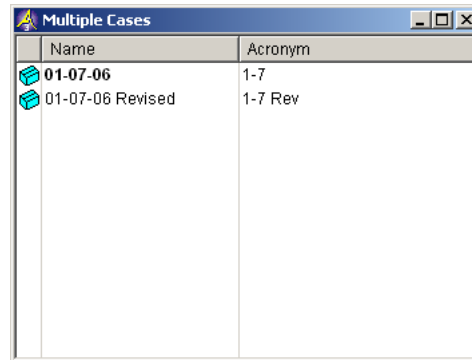 Multiple Cases
Name Acronym
01-07-06 1-7
01-07-06 Revised 1-7 Rev